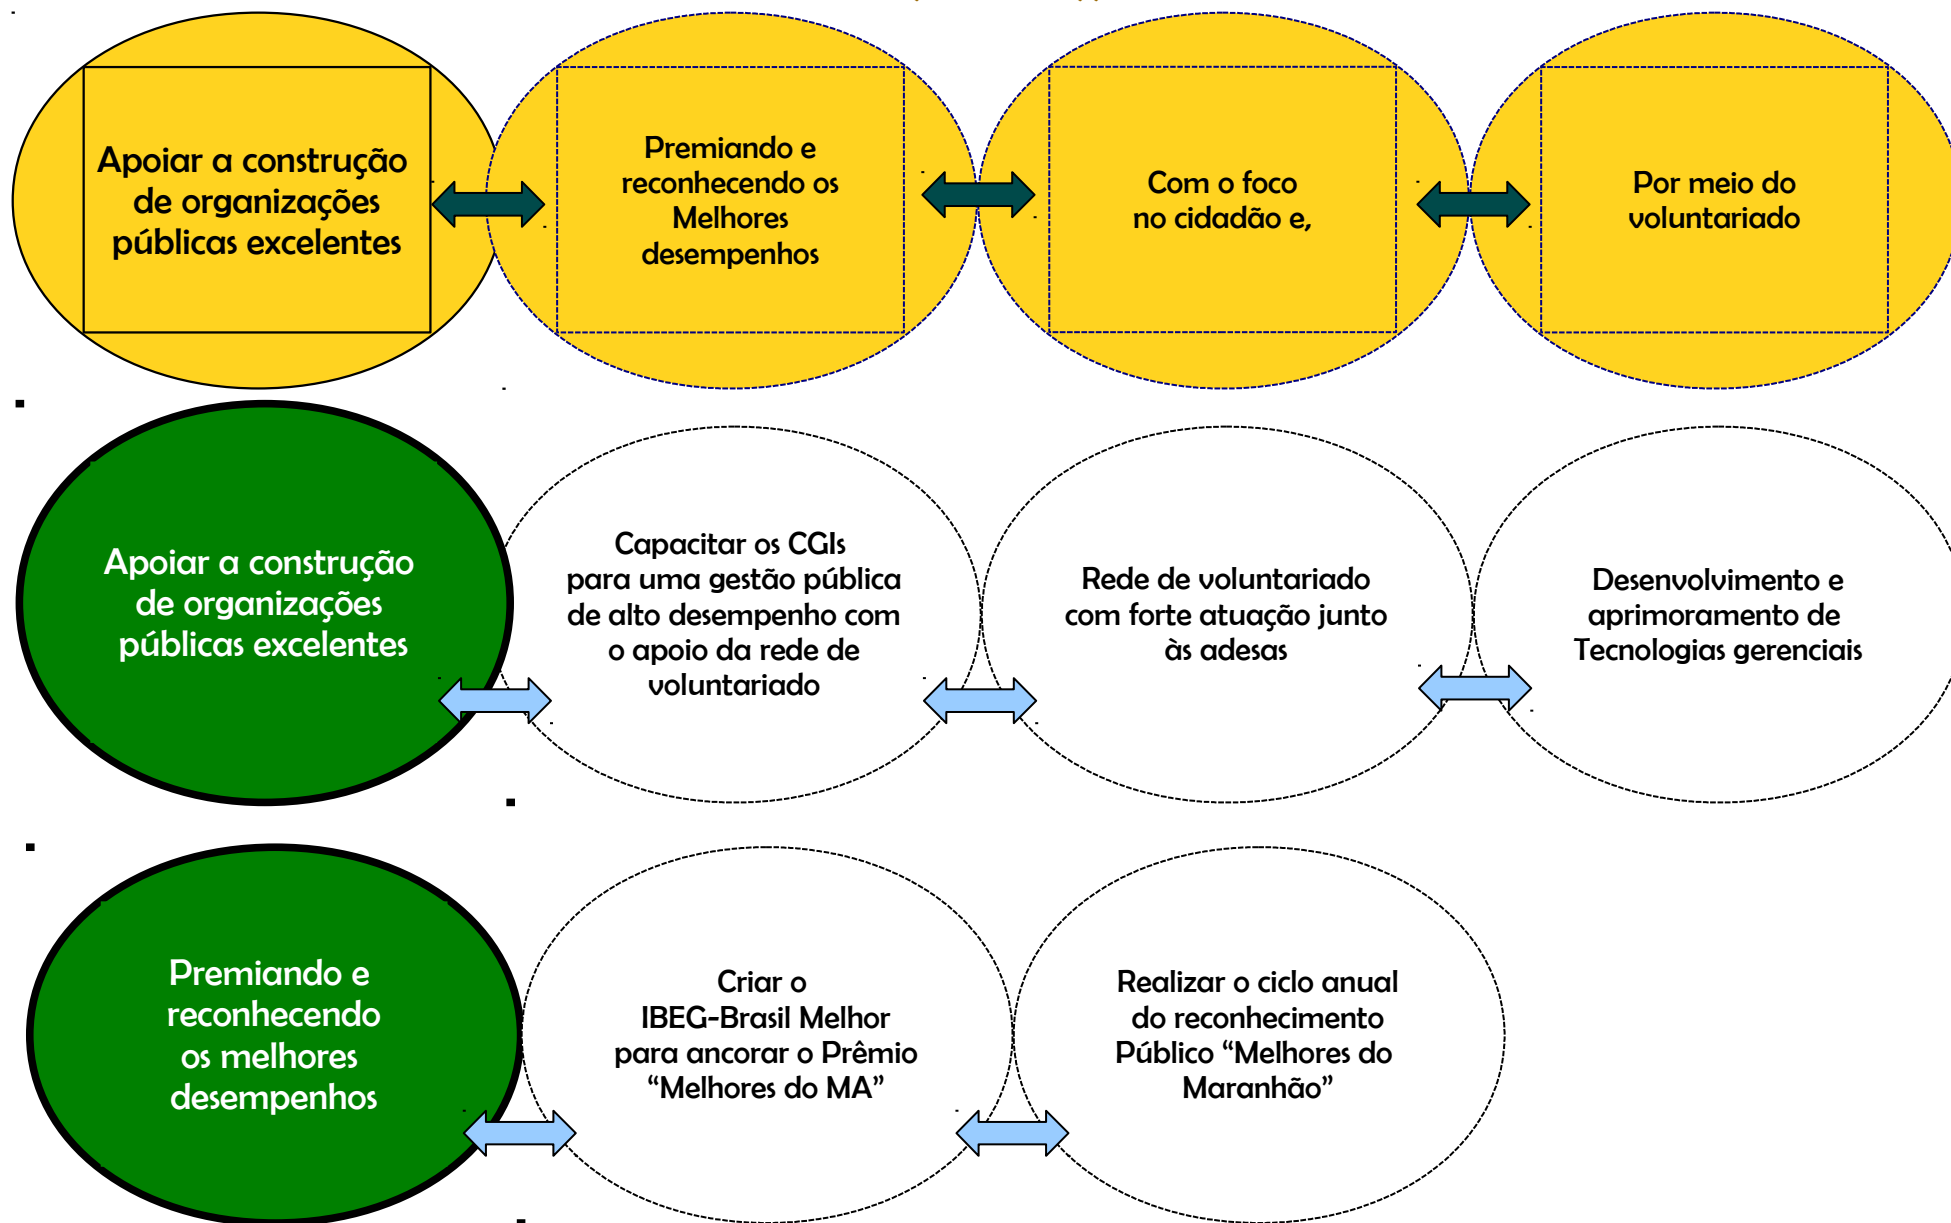 Apoiar a construção
de organizações
públicas excelentes
Premiando e
reconhecendo os
Melhores
desempenhos
Com o foco
no cidadão e,
Por meio do
voluntariado
Apoiar a construção
de organizações
públicas excelentes
Capacitar os CGIs
para uma gestão pública
de alto desempenho com
o apoio da rede de
voluntariado
Rede de voluntariado
com forte atuação junto
às adesas
Desenvolvimento e
aprimoramento de
Tecnologias gerenciais
Premiando e
reconhecendo
os melhores
desempenhos
Criar o
IBEG-Brasil Melhor
para ancorar o Prêmio
“Melhores do MA”
Realizar o ciclo anual
do reconhecimento
Público “Melhores do
Maranhão”